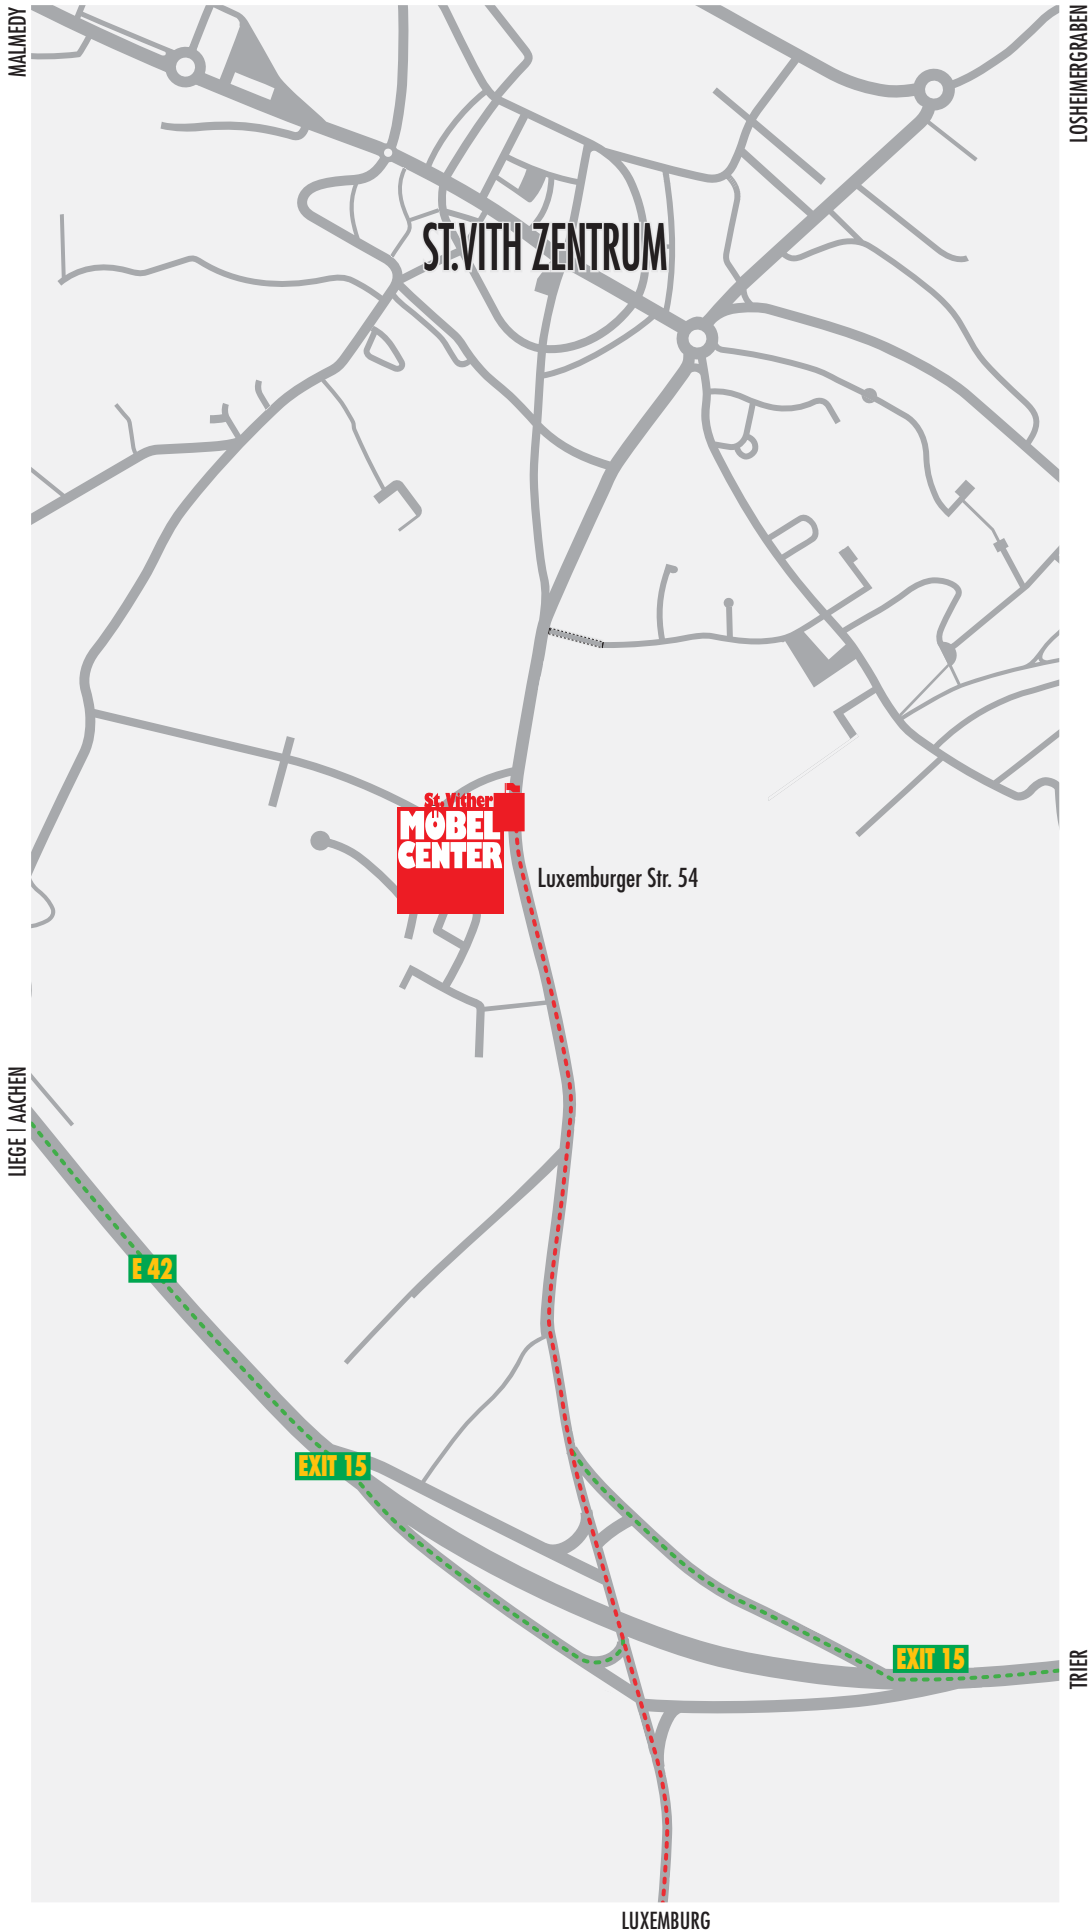 MALMEDY
LOSHEIMERGRABEN
ST.VITH ZENTRUM
St. Vither
MÖBEL
CENTER
Luxemburger Str. 54
LIEGE | AACHEN
E 42
EXIT 15
EXIT 15
TRIER
LUXEMBURG